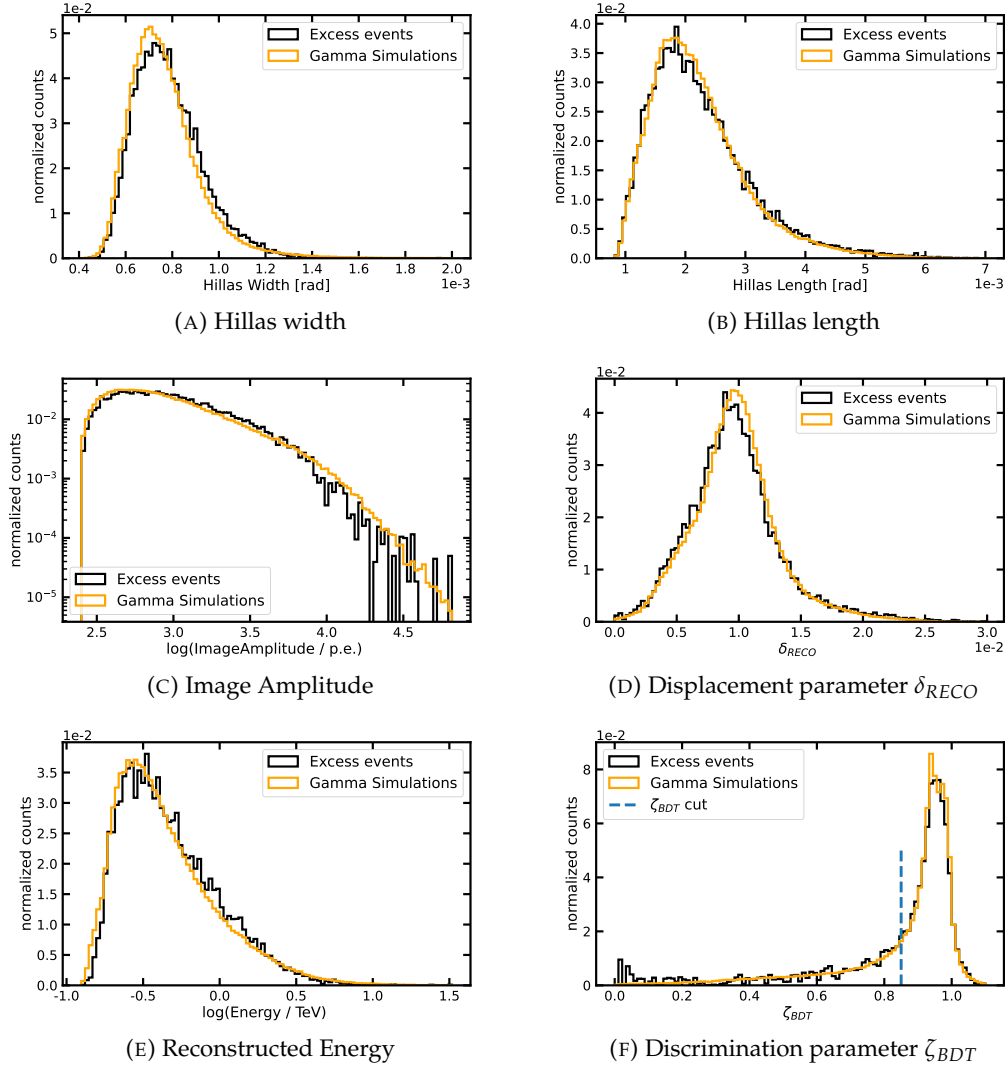 1e-2
1e-2
Excess events
Gamma Simulations
Excess events
Gamma Simulations
normalized counts
normalized counts
5
4
3
2
1
0
4.0
3.5
3.0
2.5
2.0
1.5
1.0
0.5
0.0
0.4 0.6 0.8 1.0 1.2 1.4 1.6 1.8 2.0
1 2 3 4 5 6 7
Hillas Width [rad]
1e-3
Hillas Length [rad]
1e-3
(A) Hillas width
(B) Hillas length
1e-2
normalized counts
10⁻²
10⁻³
10⁻⁴
10⁻⁵
Excess events
Gamma Simulations
2.5 3.0 3.5 4.0 4.5
log(ImageAmplitude / p.e.)
normalized counts
4
3
2
1
0
Excess events
Gamma Simulations
0.0 0.5 1.0 1.5 2.0 2.5 3.0
δRECO
1e-2
(C) Image Amplitude
(D) Displacement parameter δRECO
1e-2
1e-2
normalized counts
3.5
3.0
2.5
2.0
1.5
1.0
0.5
0.0
Excess events
Gamma Simulations
-1.0 -0.5 0.0 0.5 1.0 1.5
log(Energy / TeV)
normalized counts
8
6
4
2
0
Excess events
Gamma Simulations
ζBDT cut
0.0 0.2 0.4 0.6 0.8 1.0
ζBDT
(E) Reconstructed Energy
(F) Discrimination parameter ζBDT